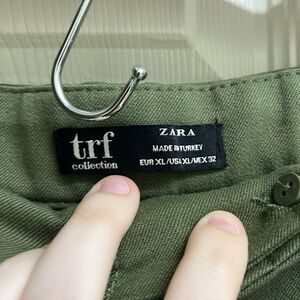 trf
collection
ZARA
MADE IN TURKEY
EUR XL/USA XL/MEX 32